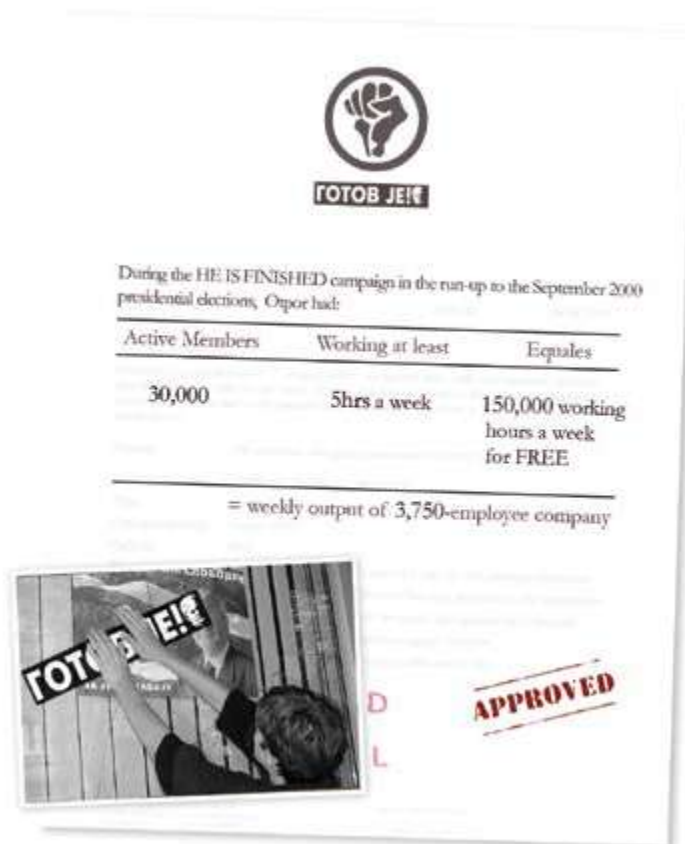 ГОТОВ ЈЕ!
During the HE IS FINISHED campaign in the run-up to the September 2000
presidential elections, Otpor had:
Active Members Working at least Equales
30,000 5hrs a week 150,000 working
hours a week
for FREE
= weekly output of 3,750-employee company
ГОТОВ ЈЕ!
D
L
APPROVED